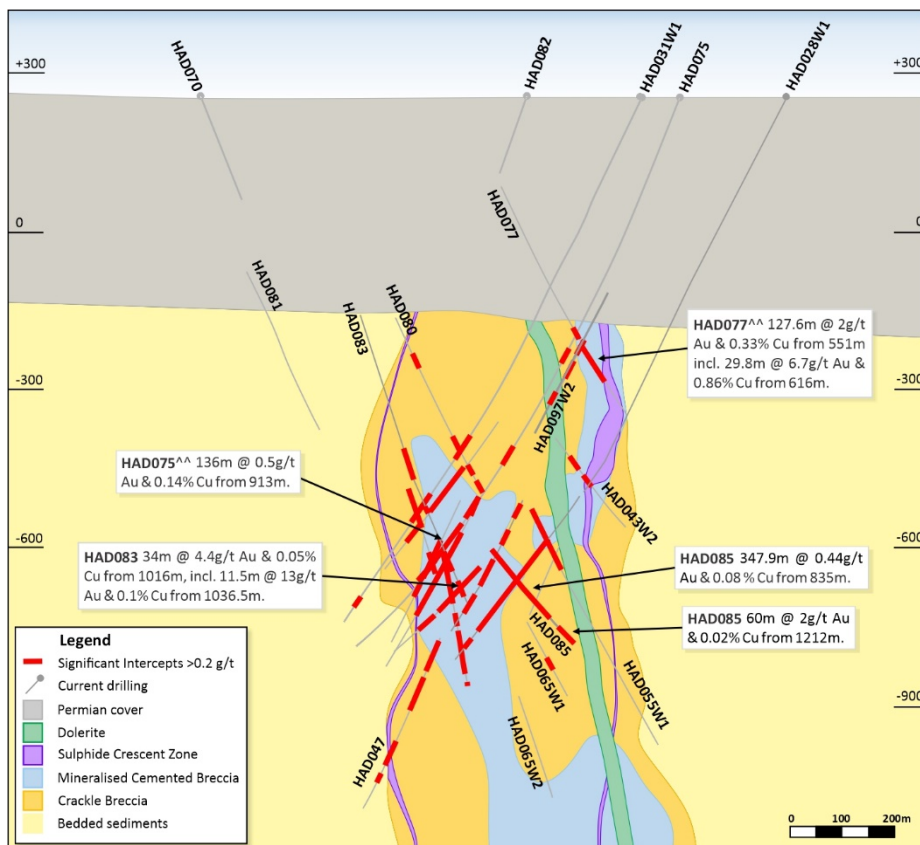 HAD070
HAD082
HAD031W1
HAD075
HAD028W1
+300
+300
0
0
HAD077
HAD081
HAD083
HAD080
HAD077^^ 127.6m @ 2g/t
Au & 0.33% Cu from 551m
incl. 29.8m @ 6.7g/t Au &
0.86% Cu from 616m.
-300
-300
HAD097W2
HAD075^^ 136m @ 0.5g/t
Au & 0.14% Cu from 913m.
HAD043W2
-600
-600
HAD083 34m @ 4.4g/t Au & 0.05%
Cu from 1016m, incl. 11.5m @ 13g/t
Au & 0.1% Cu from 1036.5m.
HAD085 347.9m @ 0.44g/t
Au & 0.08 % Cu from 835m.
HAD085 60m @ 2g/t Au
& 0.02% Cu from 1212m.
HAD085
HAD065W1
HAD055W1
HAD065W2
HAD047
-900
Legend
Significant Intercepts >0.2 g/t
Current drilling
Permian cover
Dolerite
Sulphide Crescent Zone
Mineralised Cemented Breccia
Crackle Breccia
Bedded sediments
0 100 200m